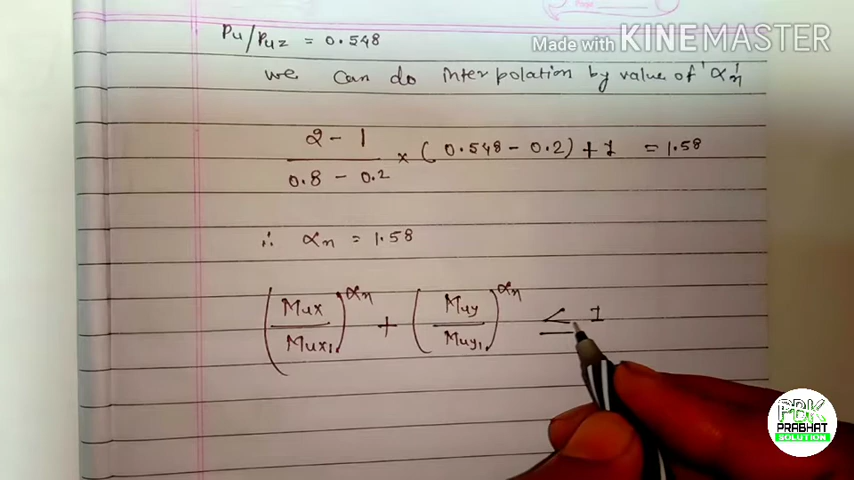 Made with KINEMASTER
Pu/Puz = 0.548
we can do interpolation by value of 'αn'
2 - 1
0.8 - 0.2
× (0.548 - 0.2) + 1 = 1.58
∴ αn = 1.58
(Mux/Mux1)^αn + (Muy/Muy1)^αn ≤ 1
PBK
PRABHAT
SOLUTION